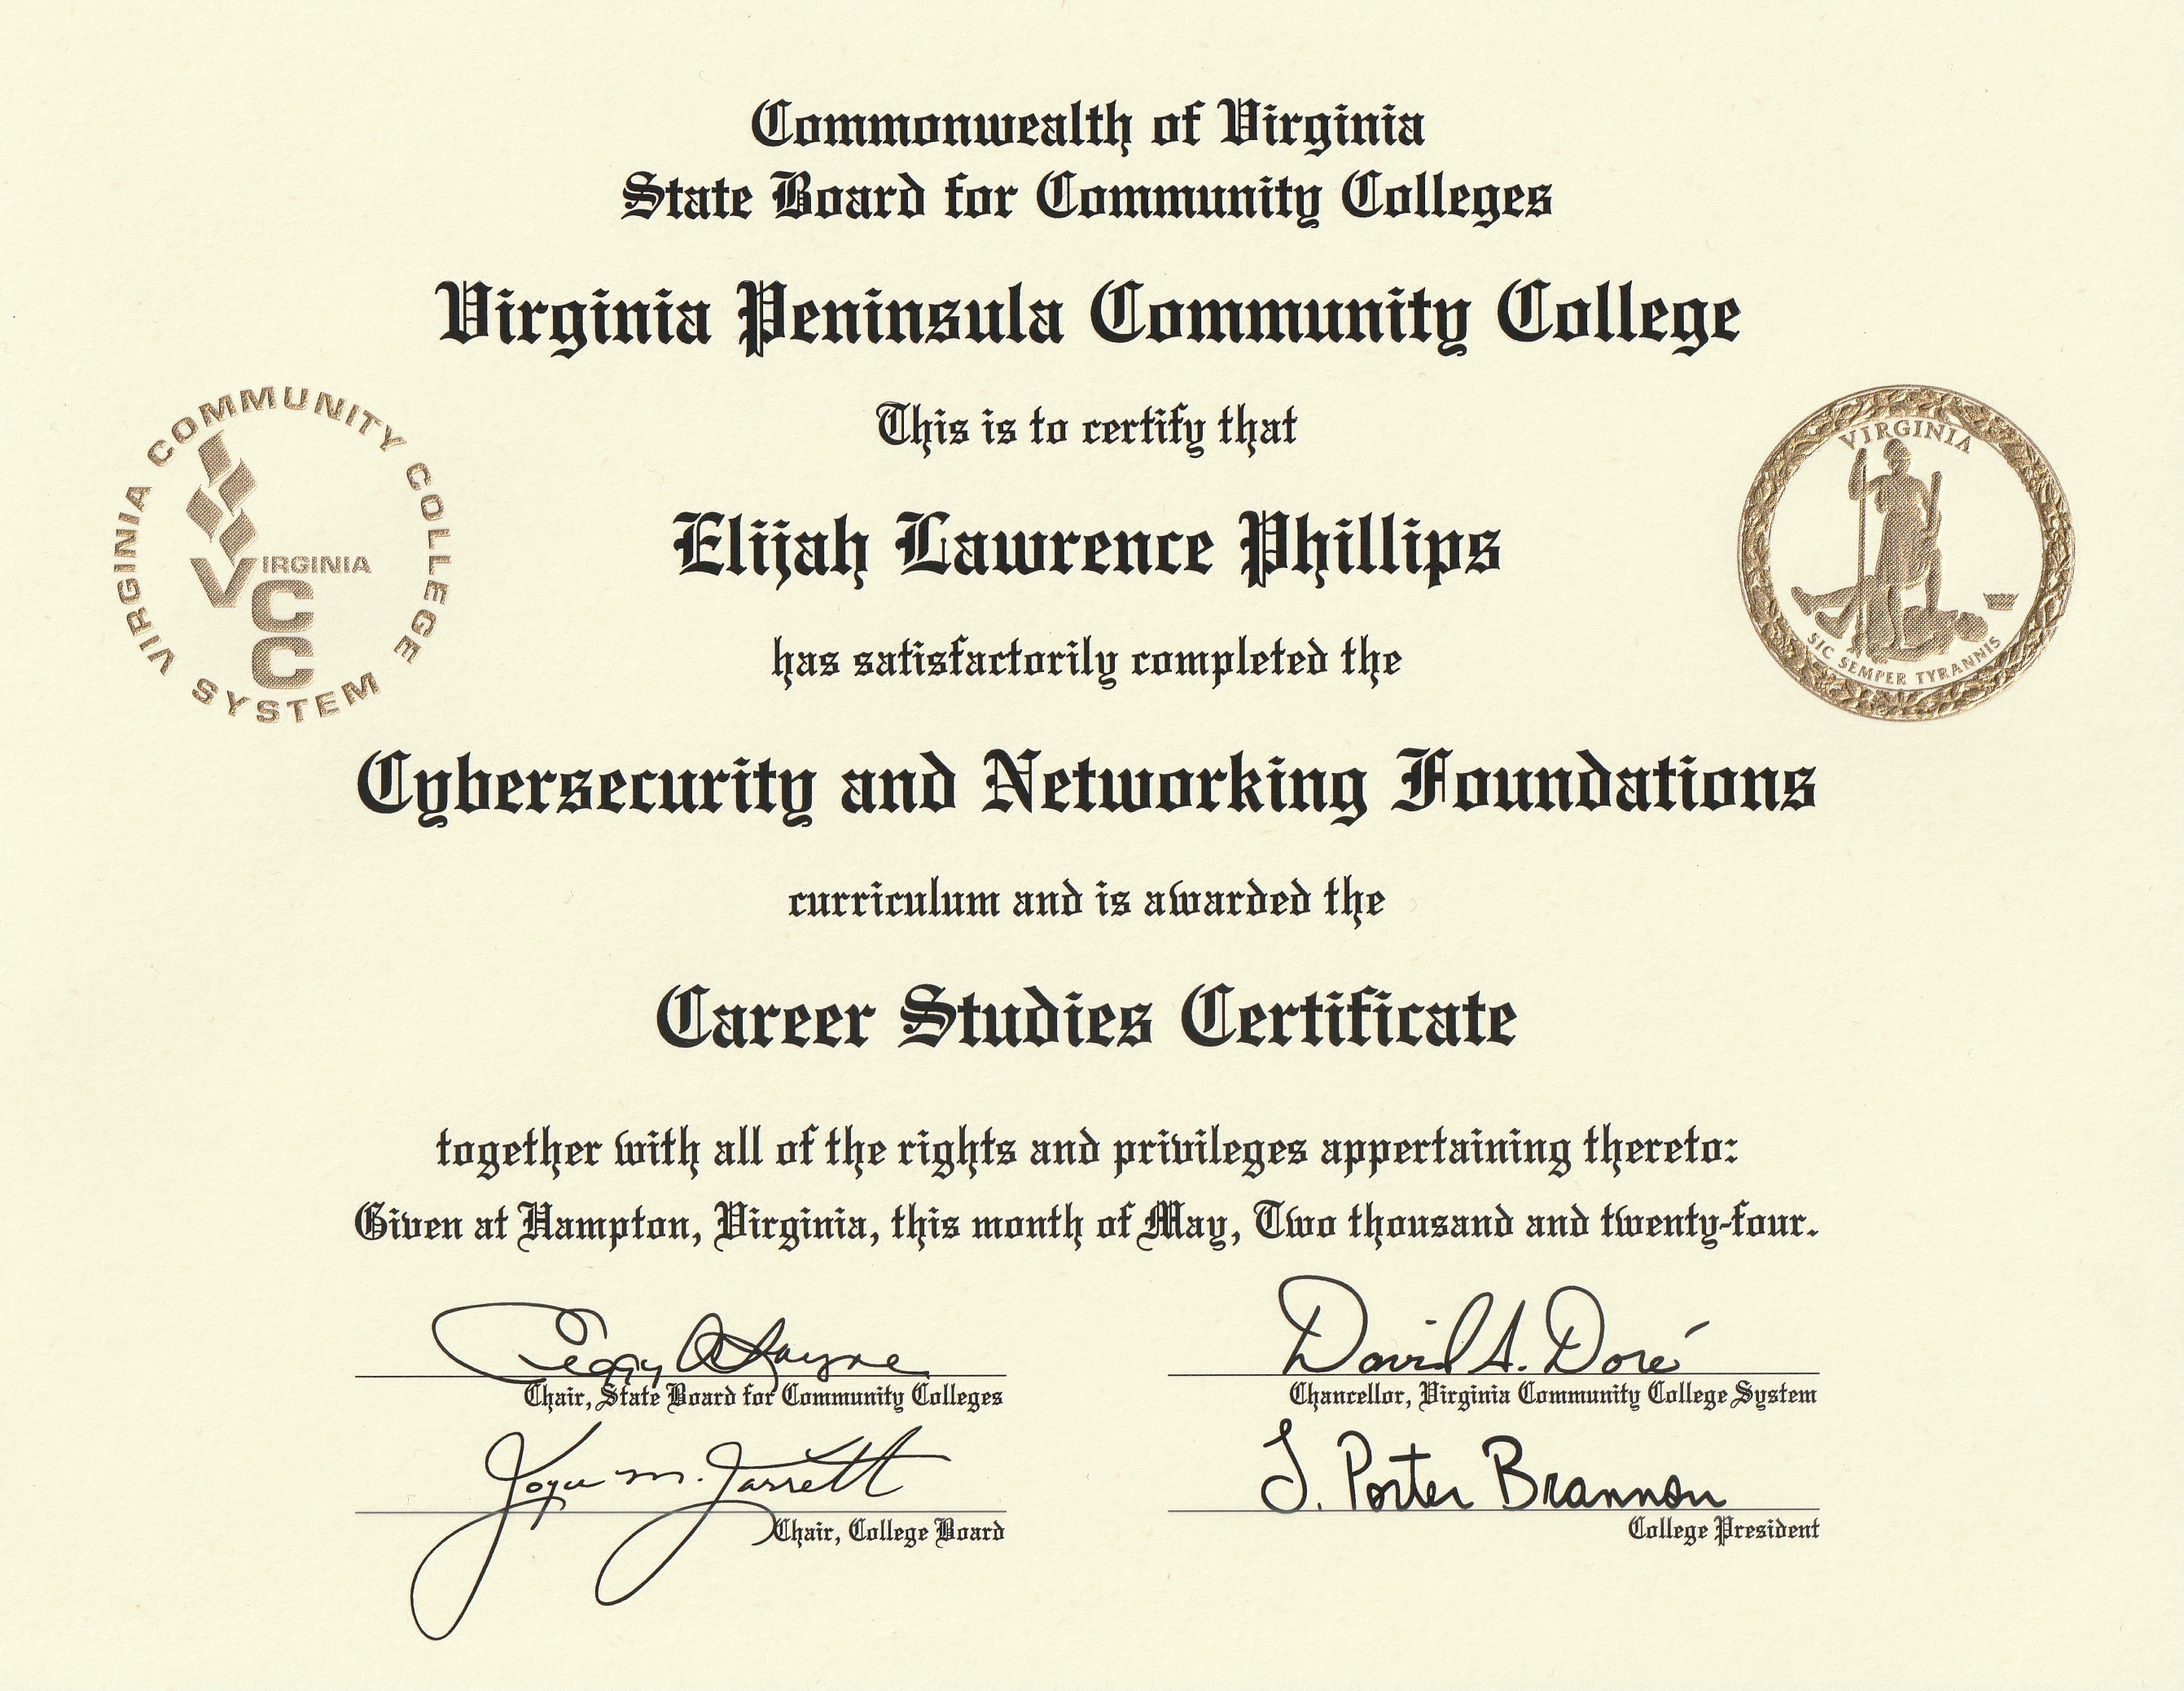 Commonwealth of Virginia
State Board for Community Colleges
Virginia Peninsula Community College
This is to certify that
Elijah Lawrence Phillips
has satisfactorily completed the
Cybersecurity and Networking Foundations
curriculum and is awarded the
Career Studies Certificate
together with all of the rights and privileges appertaining thereto:
Given at Hampton, Virginia, this month of May, Two thousand and twenty-four.
VIRGINIA COMMUNITY COLLEGE SYSTEM
VIRGINIA
C
C
VIRGINIA
SIC SEMPER TYRANNIS
Peggy Layne
Chair, State Board for Community Colleges
David A. Doré
Chancellor, Virginia Community College System
M. Jarrett
Chair, College Board
Porter Brannon
College President